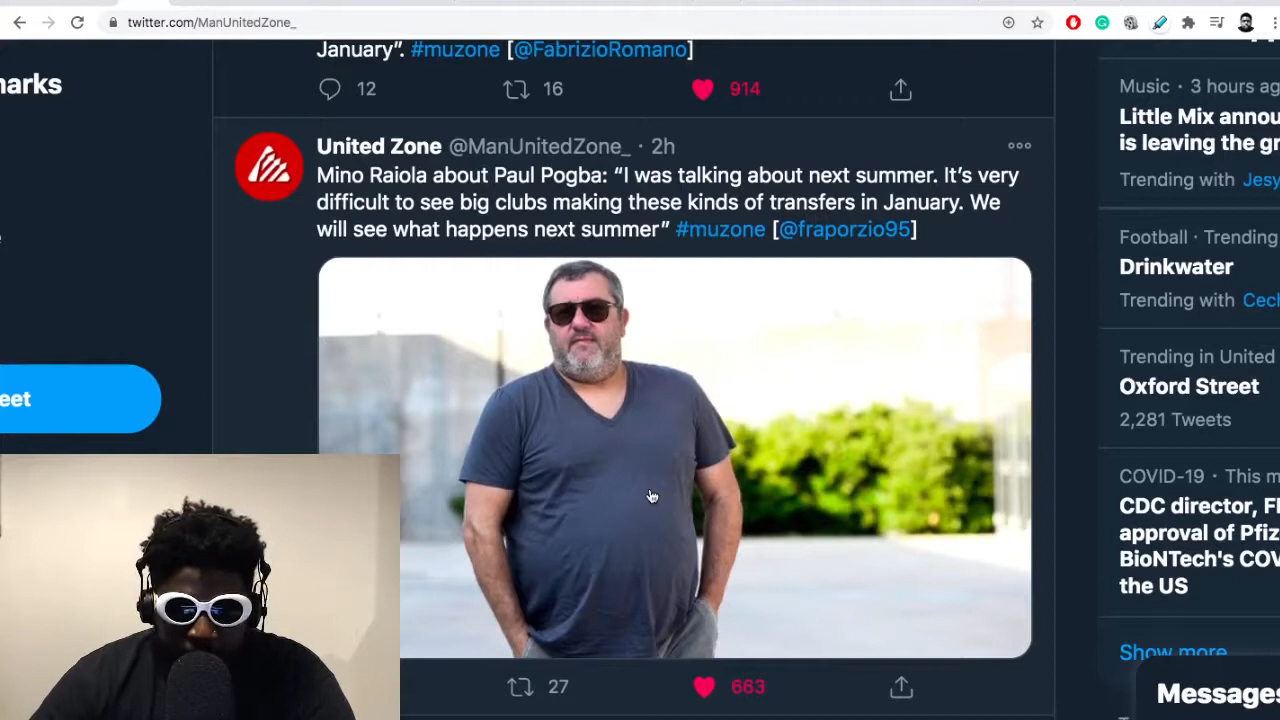 twitter.com/ManUnitedZone_
January”. #muzone [@FabrizioRomano]
12 16 914
United Zone @ManUnitedZone_ · 2h
Mino Raiola about Paul Pogba: “I was talking about next summer. It’s very
difficult to see big clubs making these kinds of transfers in January. We
will see what happens next summer” #muzone [@fraporzio95]
27 663
arks
eet
Music · 3 hours ag
Little Mix annou
is leaving the gr
Trending with Jesy
Football · Trending
Drinkwater
Trending with Cech
Trending in United
Oxford Street
2,281 Tweets
COVID-19 · This m
CDC director, F
approval of Pfiz
BioNTech's COV
the US
Show more
Messages